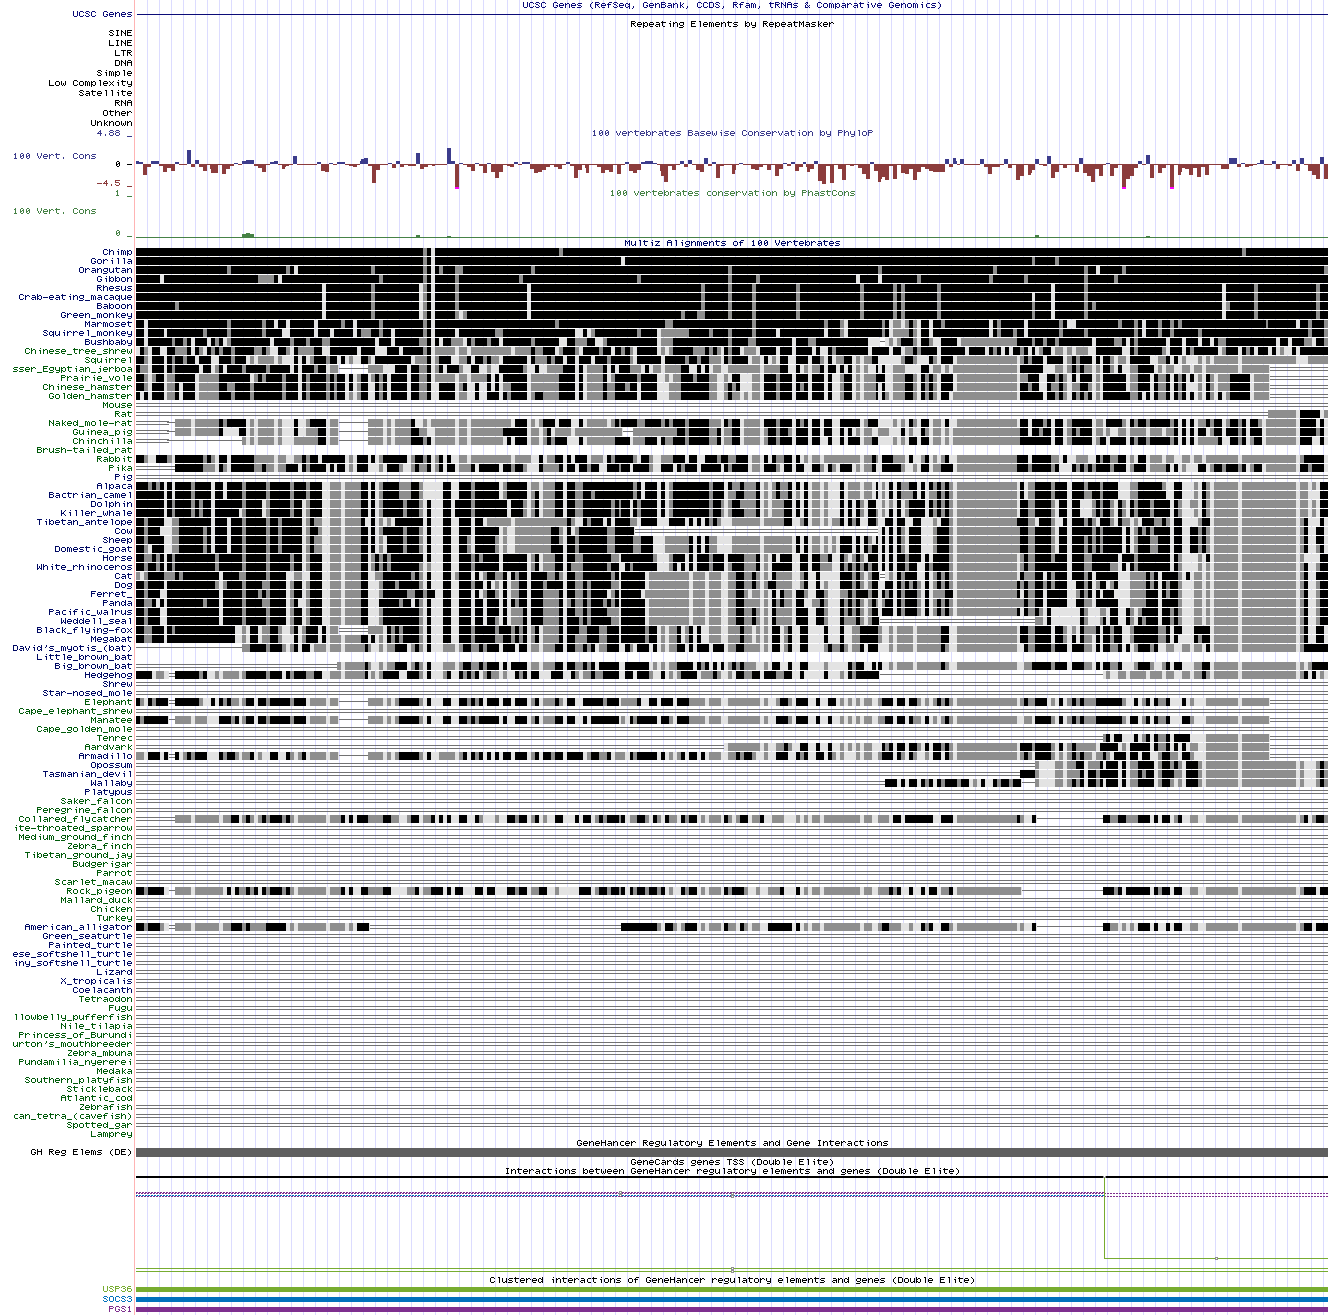 UCSC Genes (RefSeq, GenBank, CCDS, Rfam, tRNAs & Comparative Genomics)
UCSC Genes
Repeating Elements by RepeatMasker
SINE
LINE
LTR
DNA
Simple
Low Complexity
Satellite
RNA
Other
Unknown
4.88 _
100 vertebrates Basewise Conservation by PhyloP
100 Vert. Cons
0 _
-4.5 _
1 _
100 vertebrates conservation by PhastCons
100 Vert. Cons
0 _
Multiz Alignments of 100 Vertebrates
Chimp
Gorilla
Orangutan
Gibbon
Rhesus
Crab-eating_macaque
Baboon
Green_monkey
Marmoset
Squirrel_monkey
Bushbaby
Chinese_tree_shrew
Squirrel
sser_Egyptian_jerboa
Prairie_vole
Chinese_hamster
Golden_hamster
Mouse
Rat
Naked_mole-rat
Guinea_pig
Chinchilla
Brush-tailed_rat
Rabbit
Pika
Pig
Alpaca
Bactrian_camel
Dolphin
Killer_whale
Tibetan_antelope
Cow
Sheep
Domestic_goat
Horse
White_rhinoceros
Cat
Dog
Ferret_
Panda
Pacific_walrus
Weddell_seal
Black_flying-fox
Megabat
David's_myotis_(bat)
Little_brown_bat
Big_brown_bat
Hedgehog
Shrew
Star-nosed_mole
Elephant
Cape_elephant_shrew
Manatee
Cape_golden_mole
Tenrec
Aardvark
Armadillo
Opossum
Tasmanian_devil
Wallaby
Platypus
Saker_falcon
Peregrine_falcon
Collared_flycatcher
ite-throated_sparrow
Medium_ground_finch
Zebra_finch
Tibetan_ground_jay
Budgerigar
Parrot
Scarlet_macaw
Rock_pigeon
Mallard_duck
Chicken
Turkey
American_alligator
Green_seaturtle
Painted_turtle
ese_softshell_turtle
iny_softshell_turtle
Lizard
X_tropicalis
Coelacanth
Tetraodon
Fugu
llowbelly_pufferfish
Nile_tilapia
Princess_of_Burundi
urton's_mouthbreeder
Zebra_mbuna
Pundamilia_nyererei
Medaka
Southern_platyfish
Stickleback
Atlantic_cod
Zebrafish
can_tetra_(cavefish)
Spotted_gar
Lamprey
GeneHancer Regulatory Elements and Gene Interactions
GH Reg Elems (DE)
GeneCards genes TSS (Double Elite)
Interactions between GeneHancer regulatory elements and genes (Double Elite)
Clustered interactions of GeneHancer regulatory elements and genes (Double Elite)
USP36
SOCS3
PGS1